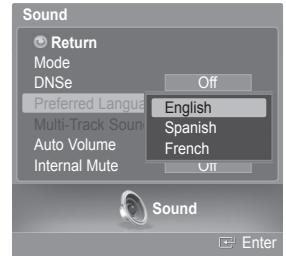 Sound
Return
Mode
DNSe Off
Preferred Langua
English
Spanish
French
Multi-Track Soun
Auto Volume
Internal Mute Off
Sound
Enter